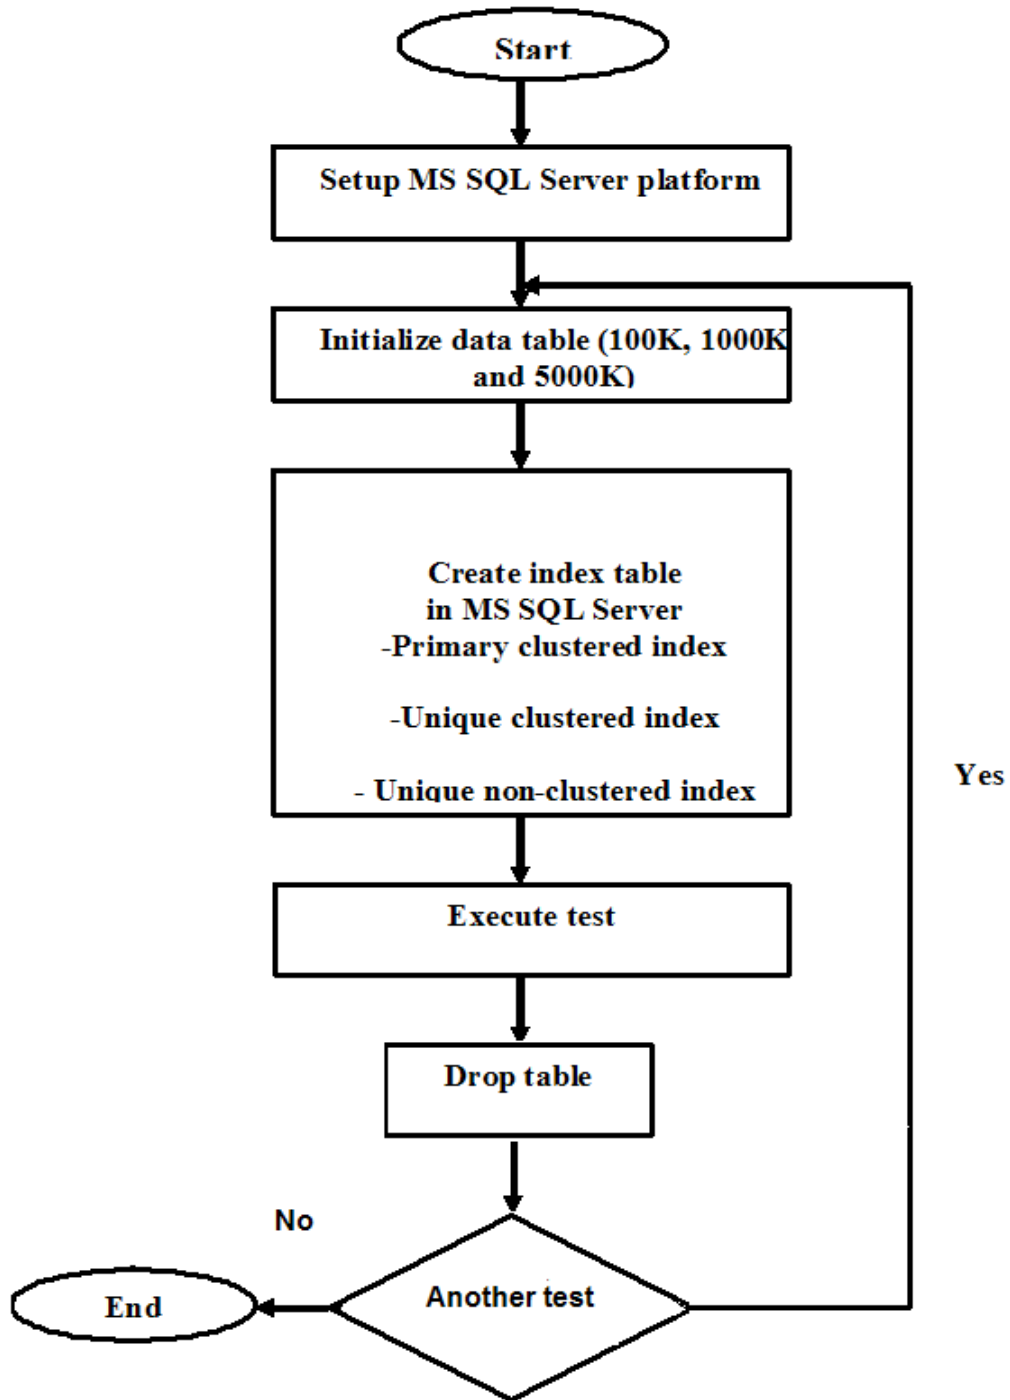 Start
Setup MS SQL Server platform
Initialize data table (100K, 1000K
and 5000K)
Create index table
in MS SQL Server
-Primary clustered index
-Unique clustered index
- Unique non-clustered index
Yes
Execute test
Drop table
No
Another test
End